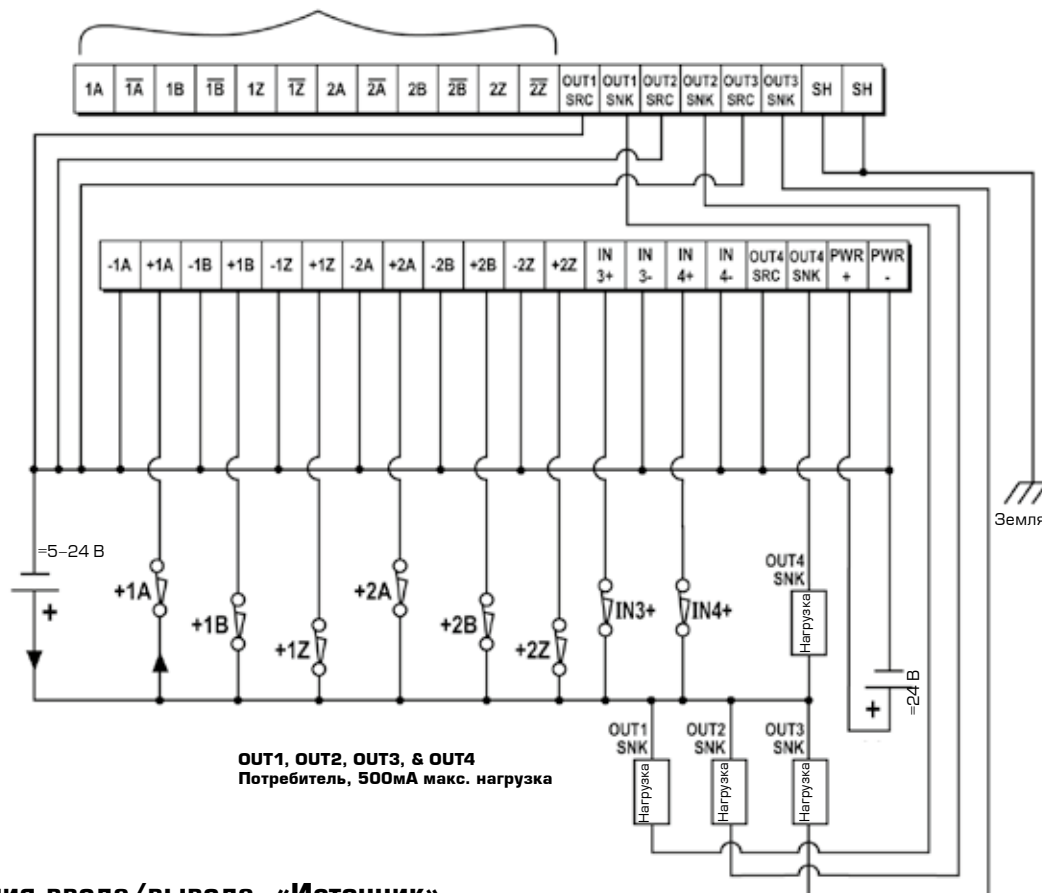 1A 1A 1B 1B 1Z 1Z 2A 2A 2B 2B 2Z 2Z OUT1 SRC OUT1 SNK OUT2 SRC OUT2 SNK OUT3 SRC OUT3 SNK SH SH
-1A +1A -1B +1B -1Z +1Z -2A +2A -2B +2B -2Z +2Z IN 3+ IN 3- IN 4+ IN 4- OUT4 SRC OUT4 SNK PWR + PWR -
Земля
=5–24 В
+
+1A
+1B
+1Z
+2A
+2B
+2Z
IN3+
IN4+
OUT4
SNK
Нагрузка
=24 В
+
OUT1
SNK
Нагрузка
OUT2
SNK
Нагрузка
OUT3
SNK
Нагрузка
OUT1, OUT2, OUT3, & OUT4
Потребитель, 500мА макс. нагрузка
ввода/вывода «Источник»